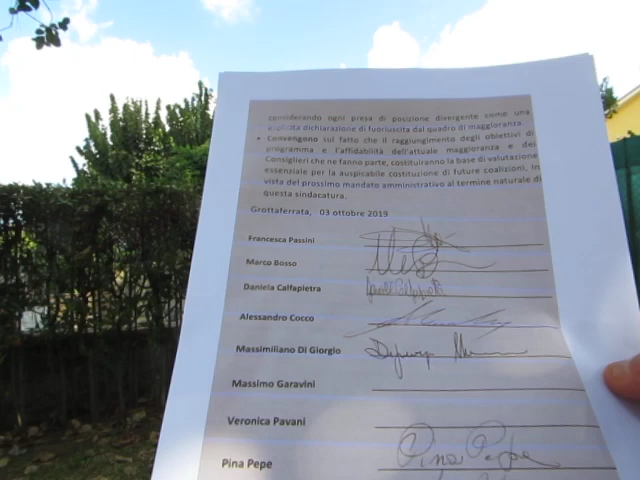 considerando ogni presa di posizione divergente come una
esplicita dichiarazione di fuoriuscita dal quadro di maggioranza
• Convengono sul fatto che il raggiungimento degli obiettivi di
programma e l'affidabilità dell'attuale maggioranza e dei
Consiglieri che ne fanno parte, costituiranno la base di valutazione
essenziale per la auspicabile costituzione di future coalizioni, in
vista del prossimo mandato amministrativo al termine naturale di
questa sindacatura.
Grottaferrata, 03 ottobre 2019
Francesca Passini
Marco Bosso
Daniela Calfapietra
Alessandro Cocco
Massimiliano Di Giorgio
Massimo Garavini
Veronica Pavani
Pina Pepe Pina Pepe